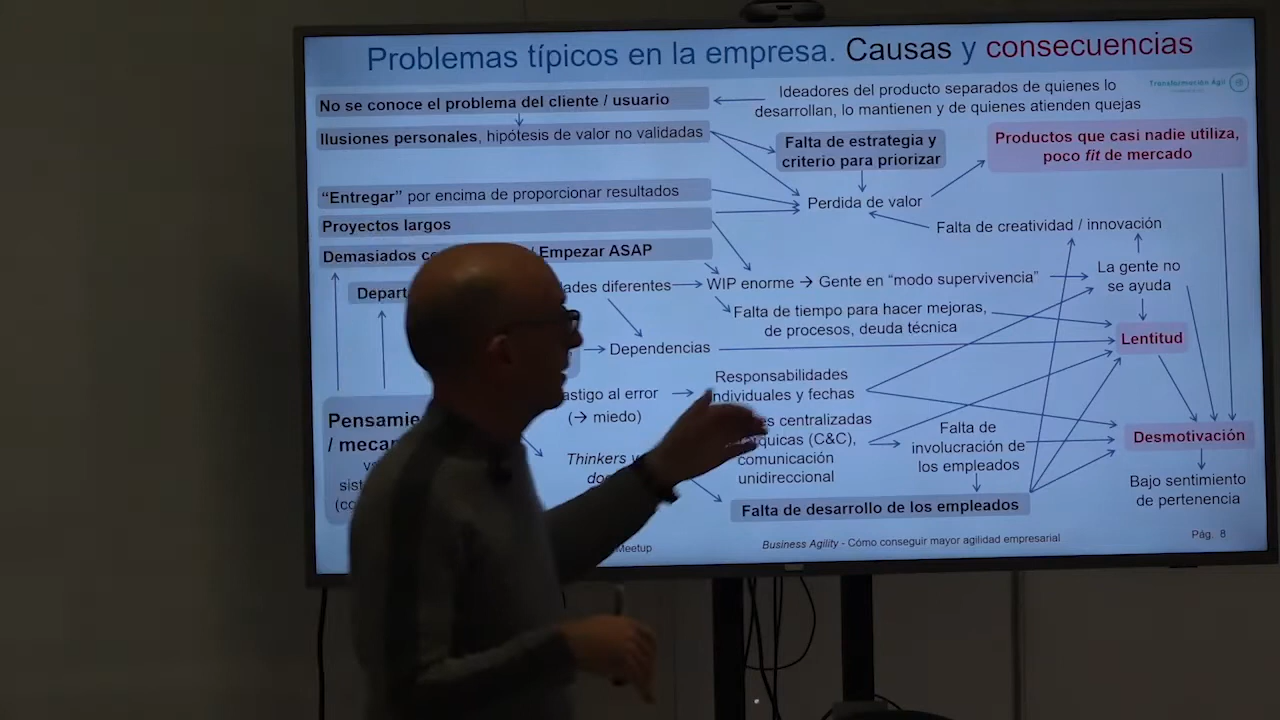 Problemas típicos en la empresa. Causas y consecuencias
Transformación Ágil
No se conoce el problema del cliente / usuario
Ideadores del producto separados de quienes lo
desarrollan, lo mantienen y de quienes atienden quejas
Ilusiones personales, hipótesis de valor no validadas
Falta de estrategia y
criterio para priorizar
Productos que casi nadie utiliza,
poco fit de mercado
“Entregar” por encima de proporcionar resultados
Perdida de valor
Proyectos largos
Falta de creatividad / innovación
Demasiados / Empezar ASAP
diferentes
WIP enorme → Gente en “modo supervivencia”
La gente no
se ayuda
Falta de tiempo para hacer mejoras,
de procesos, deuda técnica
Lentitud
Dependencias
Responsabilidades
individuales y fechas
al error
(→ miedo)
/
centralizadas
(C&C),
comunicación
unidireccional
Falta de
involucración de
los empleados
Desmotivación
Thinkers
Bajo sentimiento
de pertenencia
Falta de desarrollo de los empleados
Meetup
Business Agility - Cómo conseguir mayor agilidad empresarial
Pág. 8